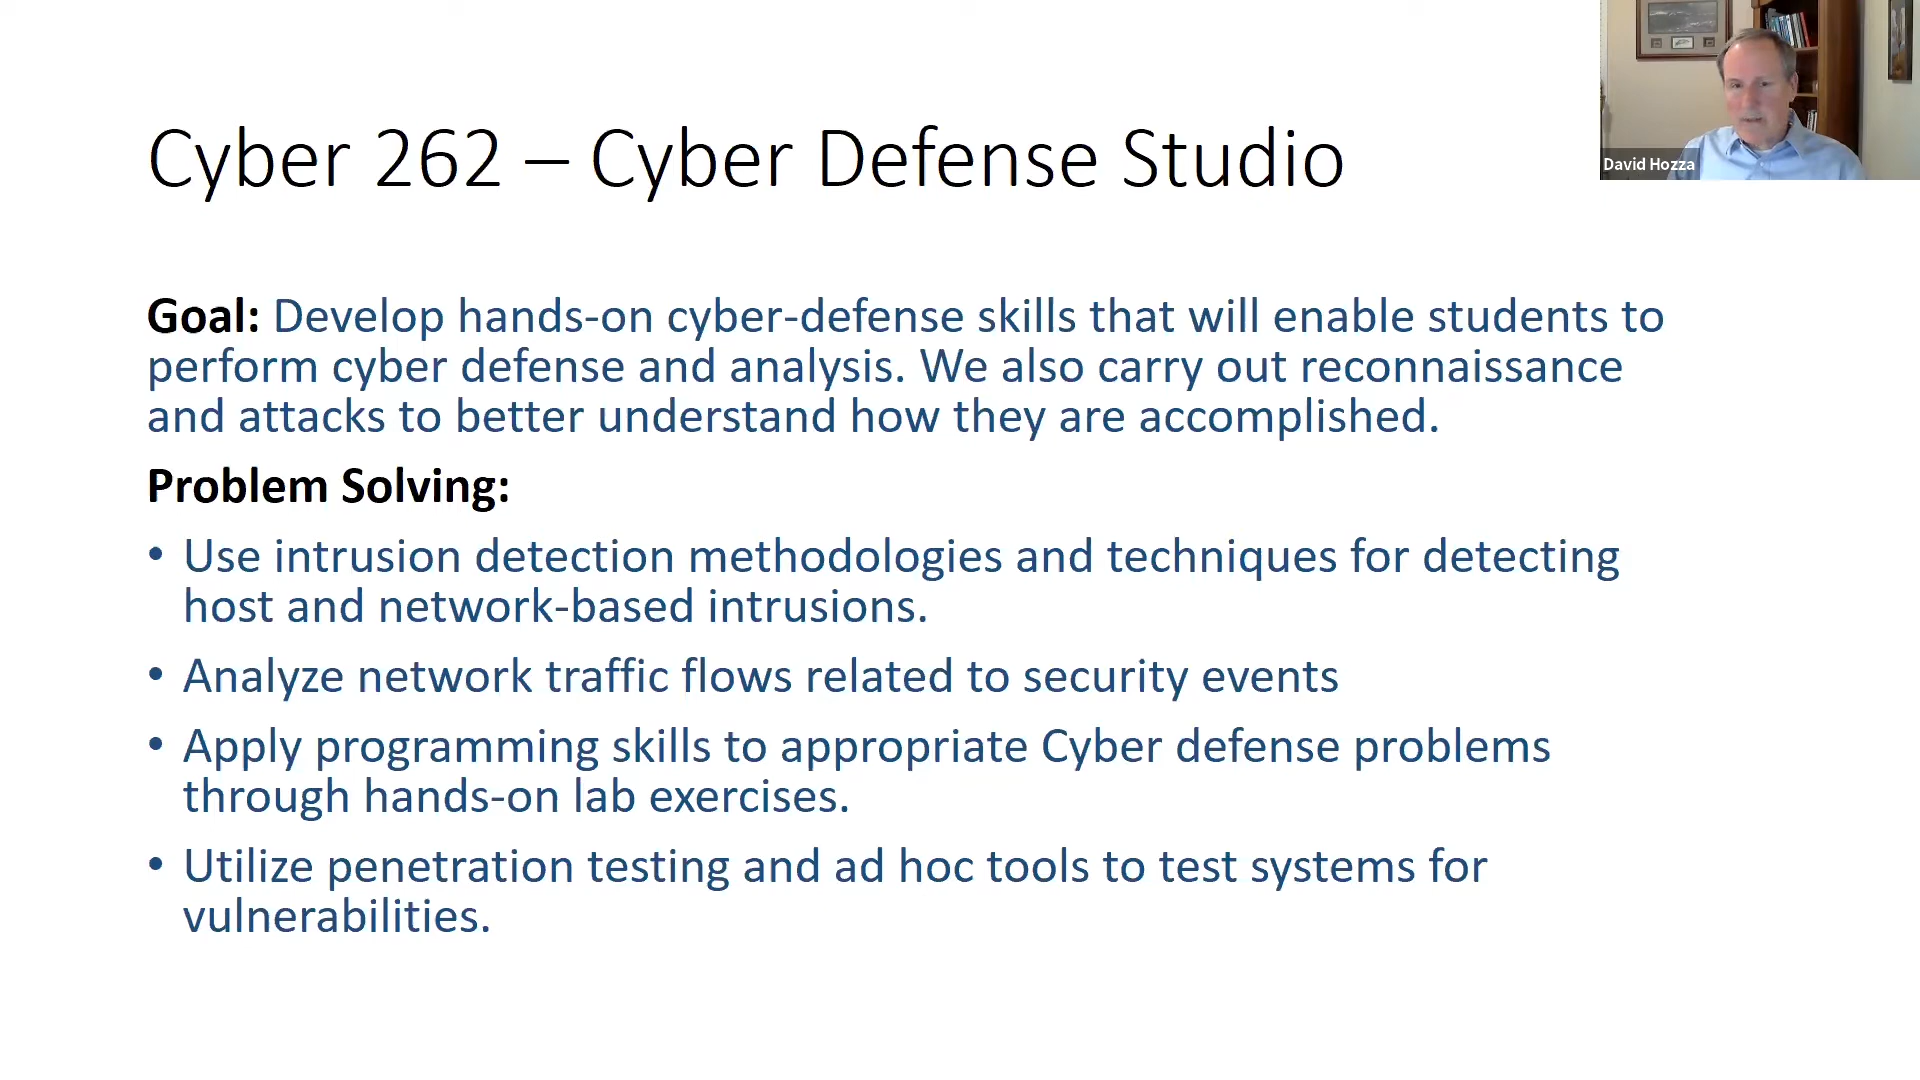 Cyber 262 – Cyber Defense Studio
David Hozza
Goal: Develop hands-on cyber-defense skills that will enable students to
perform cyber defense and analysis. We also carry out reconnaissance
and attacks to better understand how they are accomplished.
Problem Solving:
• Use intrusion detection methodologies and techniques for detecting
host and network-based intrusions.
• Analyze network traffic flows related to security events
• Apply programming skills to appropriate Cyber defense problems
through hands-on lab exercises.
• Utilize penetration testing and ad hoc tools to test systems for
vulnerabilities.